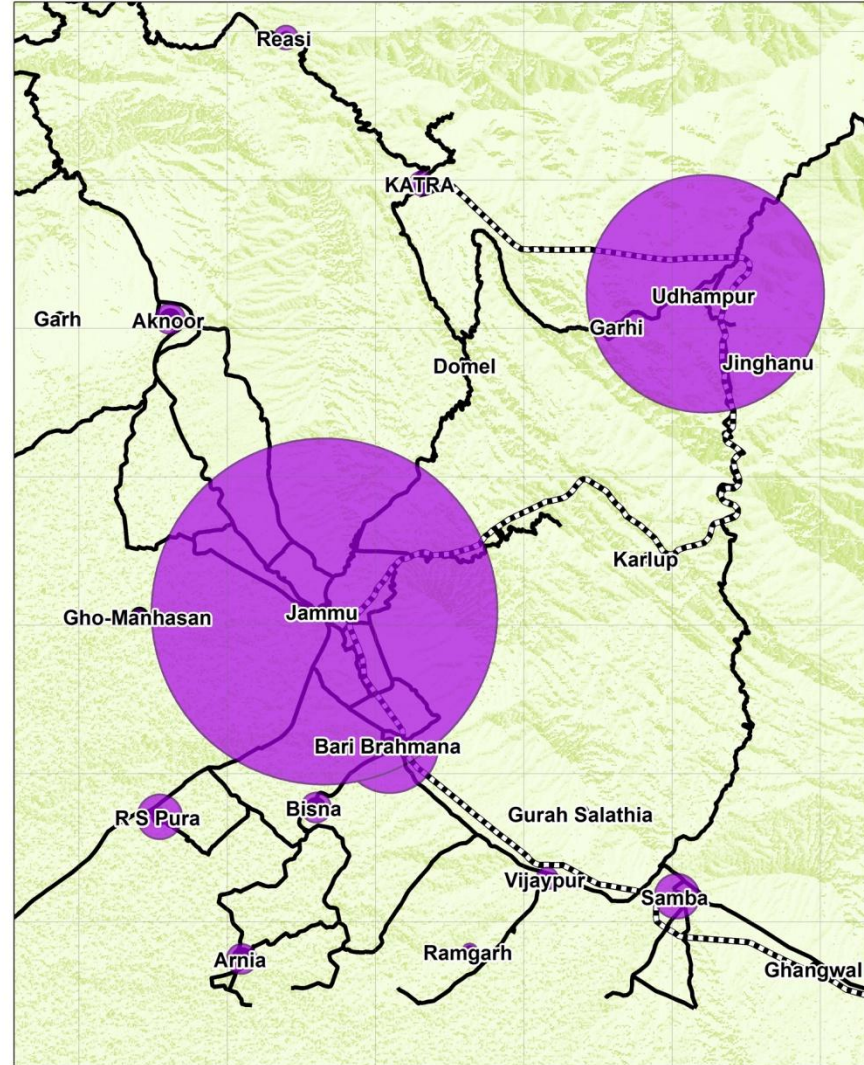 Reasi
KATRA
Udhampur
Garh
Aknoor
Garhi
Domel
Jinghanu
Karlup
Gho-Manhasan
Jammu
Bari Brahmana
R S Pura
Bisna
Gurah Salathia
Vijaypur
Samba
Arnia
Ramgarh
Ghangwal